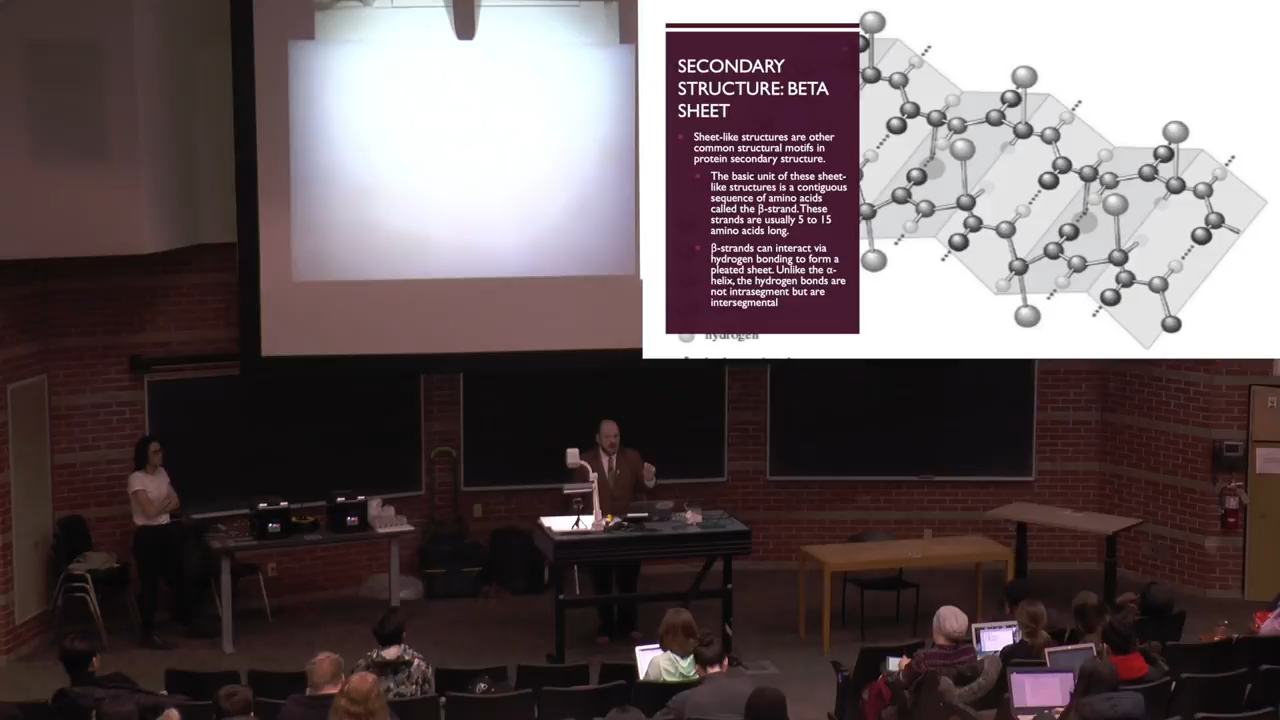 SECONDARY
STRUCTURE: BETA
SHEET
Sheet-like structures are other
common structural motifs in
protein secondary structure.
The basic unit of these sheet-
like structures is a contiguous
sequence of amino acids
called the β-strand. These
strands are usually 5 to 15
amino acids long.
β-strands can interact via
hydrogen bonding to form a
pleated sheet. Unlike the α-
helix, the hydrogen bonds are
not intrasegment but are
intersegmental
hydrogen